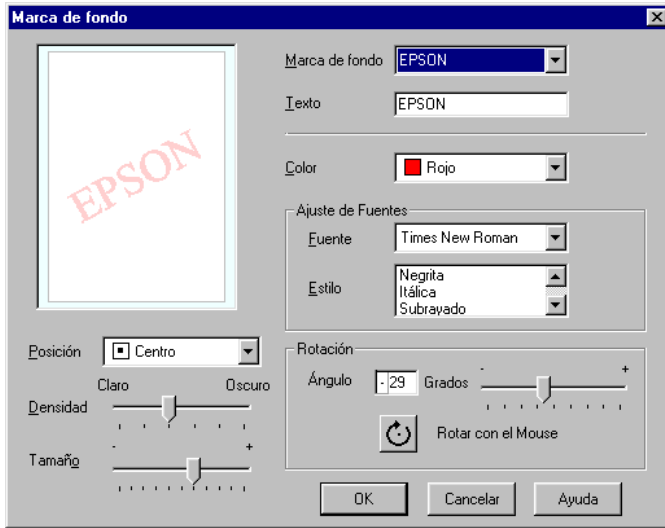 Marca de fondo
EPSON
Marca de fondo EPSON
Texto EPSON
Color Rojo
Ajuste de Fuentes
Fuente Times New Roman
Estilo Negrita
Itálica
Subrayado
Posición Centro
Claro Oscuro
Densidad
- +
Tamaño
Rotación
- +
Ángulo -29 Grados
Rotar con el Mouse
OK Cancelar Ayuda